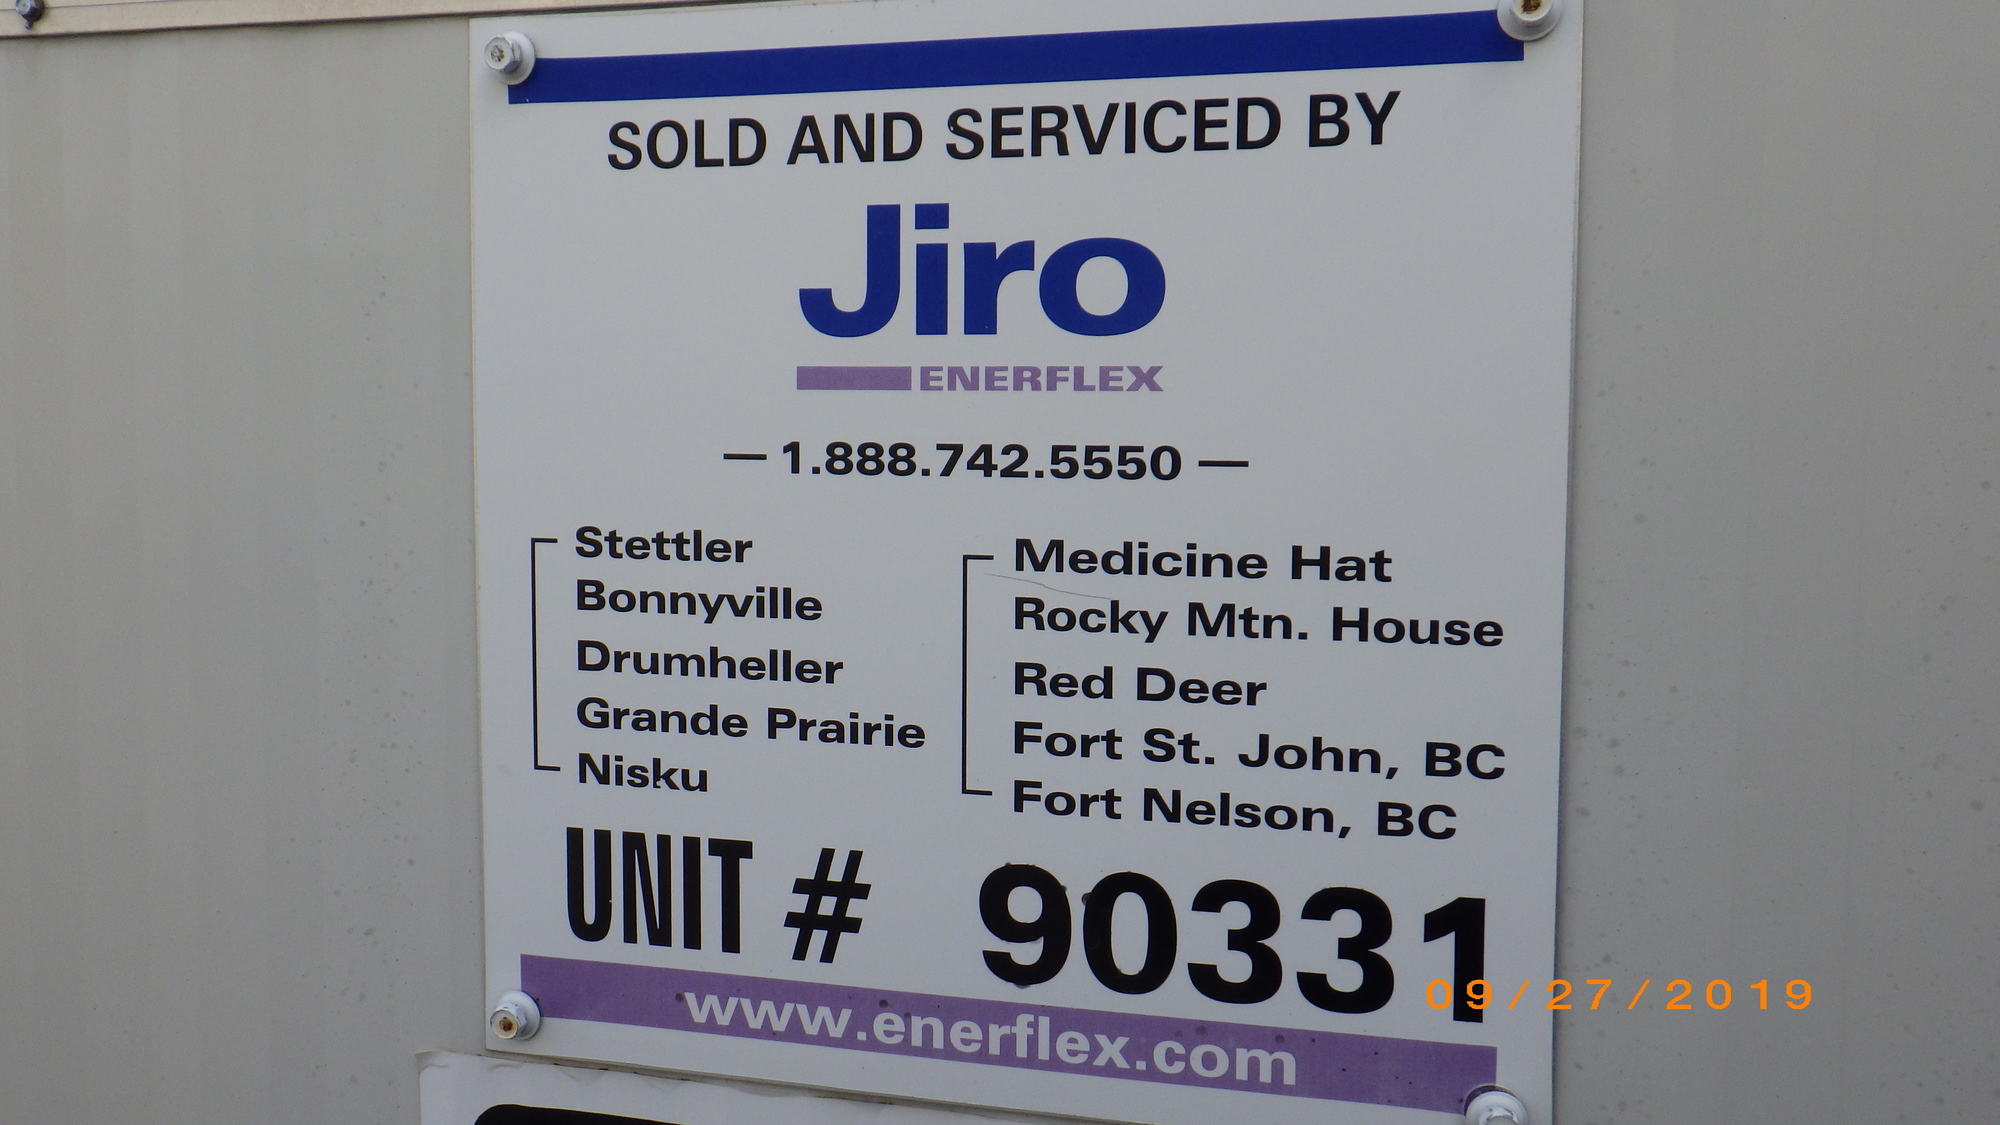 SOLD AND SERVICED BY
Jiro
ENERFLEX
— 1.888.742.5550 —
Stettler
Bonnyville
Drumheller
Grande Prairie
Nisku
Medicine Hat
Rocky Mtn. House
Red Deer
Fort St. John, BC
Fort Nelson, BC
UNIT # 90331
www.enerflex.com
09/27/2019